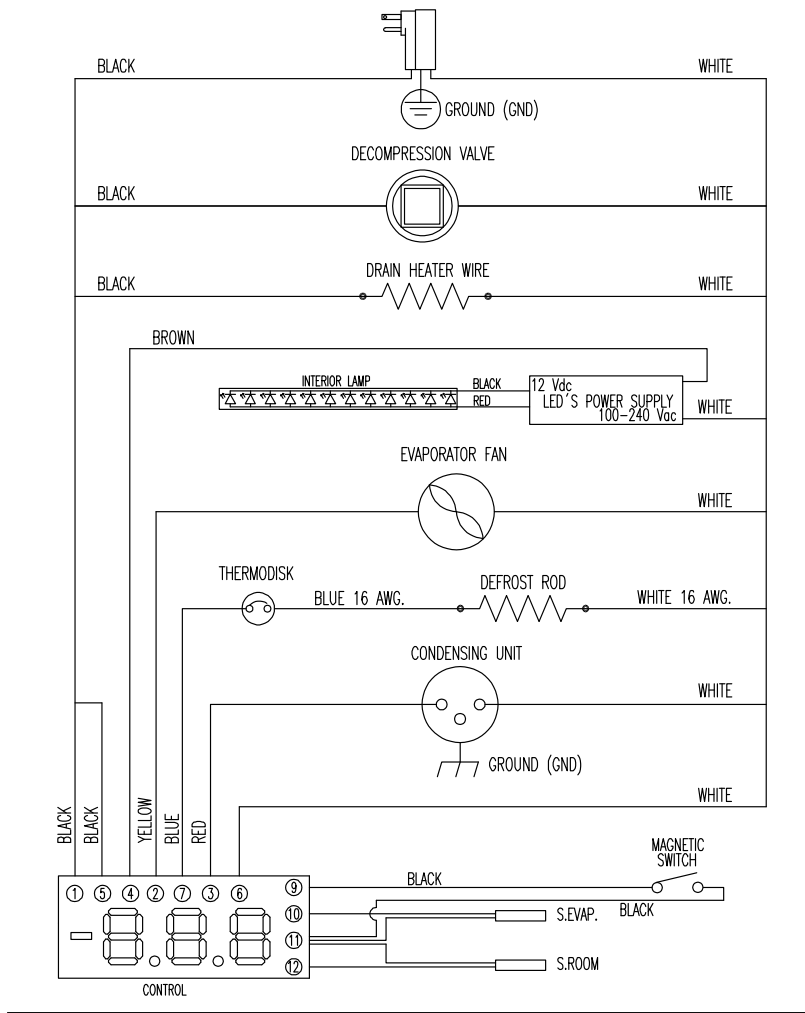 BLACK
WHITE
GROUND (GND)
DECOMPRESSION VALVE
BLACK
WHITE
DRAIN HEATER WIRE
BLACK
WHITE
BROWN
INTERIOR LAMP
BLACK
RED
12 Vdc
LED'S POWER SUPPLY
100-240 Vac
WHITE
EVAPORATOR FAN
WHITE
THERMODISK
BLUE 16 AWG.
DEFROST ROD
WHITE 16 AWG.
CONDENSING UNIT
WHITE
GROUND (GND)
WHITE
BLACK
BLACK
YELLOW
BLUE
RED
MAGNETIC
SWITCH
1 5 4 2 7 3 6
9
BLACK
10
S.EVAP.
BLACK
11
12
S.ROOM
- 8.8.8
CONTROL